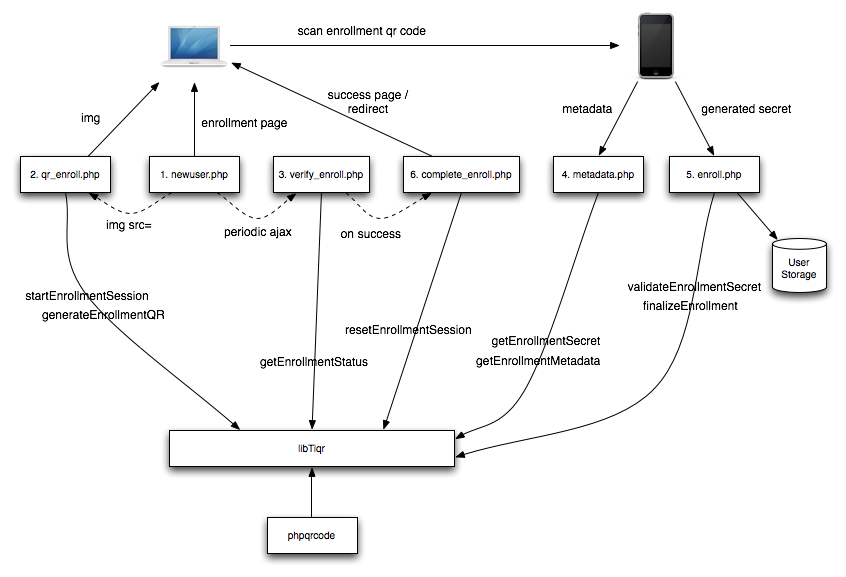 scan enrollment qr code
success page /
redirect
img
enrollment page
metadata
generated secret
2. qr_enroll.php
1. newuser.php
3. verify_enroll.php
6. complete_enroll.php
4. metadata.php
5. enroll.php
img src=
periodic ajax
on success
User
Storage
startEnrollmentSession
generateEnrollmentQR
validateEnrollmentSecret
finalizeEnrollment
resetEnrollmentSession
getEnrollmentSecret
getEnrollmentStatus
getEnrollmentMetadata
libTiqr
phpqrcode